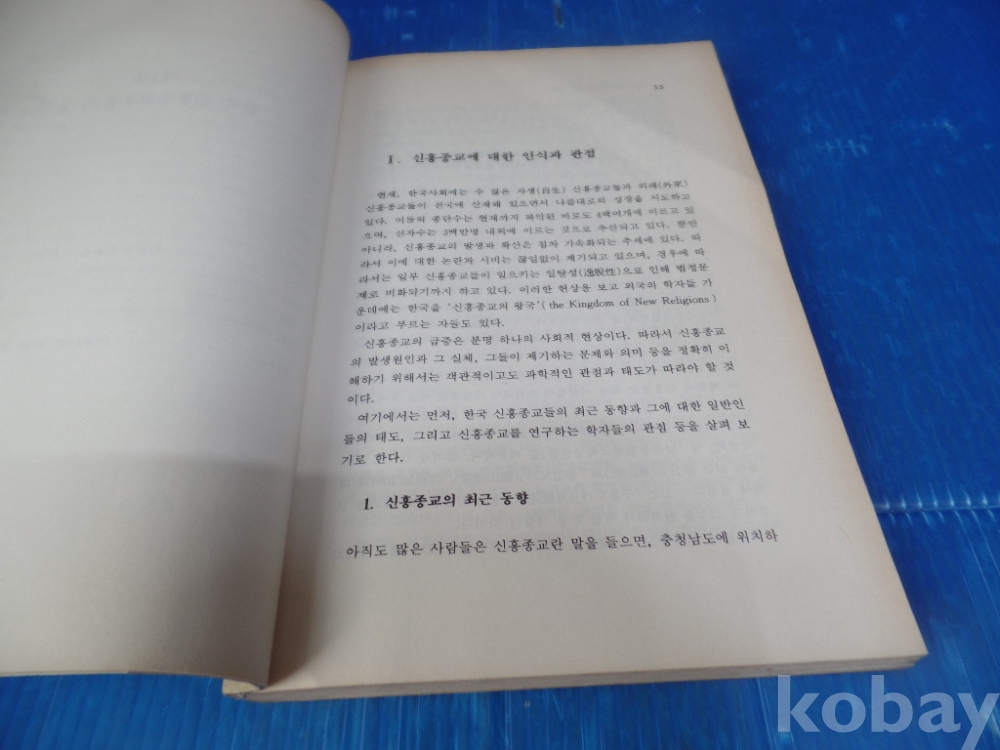 13
I. 신흥종교에 대한 인식과 관점
현재, 한국사회에는 수 많은 자생(自生) 신흥종교들과 외래(外來)
신흥종교들이 전국에 산재해 있으면서 나름대로의 성장을 시도하고
있다. 이들의 종단수는 현재까지 파악된 바로도 4백여개에 이르고 있
으며, 신자수는 2백만명 내외에 이르는 것으로 추산되고 있다. 뿐만
아니라, 신흥종교의 발생과 확산은 점차 가속화되는 추세에 있다. 따
라서 이에 대한 논란과 시비는 끊임없이 제기되고 있으며, 경우에 따
라서는 일부 신흥종교들이 일으키는 일탈성(逸脫性)으로 인해 법정문
제로 비화되기까지 하고 있다. 이러한 현상을 보고 외국의 학자들 가
운데에는 한국을 '신흥종교의 왕국'(the Kingdom of New Religions)
이라고 부르는 자들도 있다.
신흥종교의 급증은 분명 하나의 사회적 현상이다. 따라서 신흥종교
의 발생원인과 그 실체, 그들이 제기하는 문제와 의미 등을 정확히 이
해하기 위해서는 객관적이고도 과학적인 관점과 태도가 따라야 할 것
이다.
여기에서는 먼저, 한국 신흥종교들의 최근 동향과 그에 대한 일반인
들의 태도, 그리고 신흥종교를 연구하는 학자들의 관점 등을 살펴 보
기로 한다.
1. 신흥종교의 최근 동향
아직도 많은 사람들은 신흥종교란 말을 들으면, 충청남도에 위치하
kobay